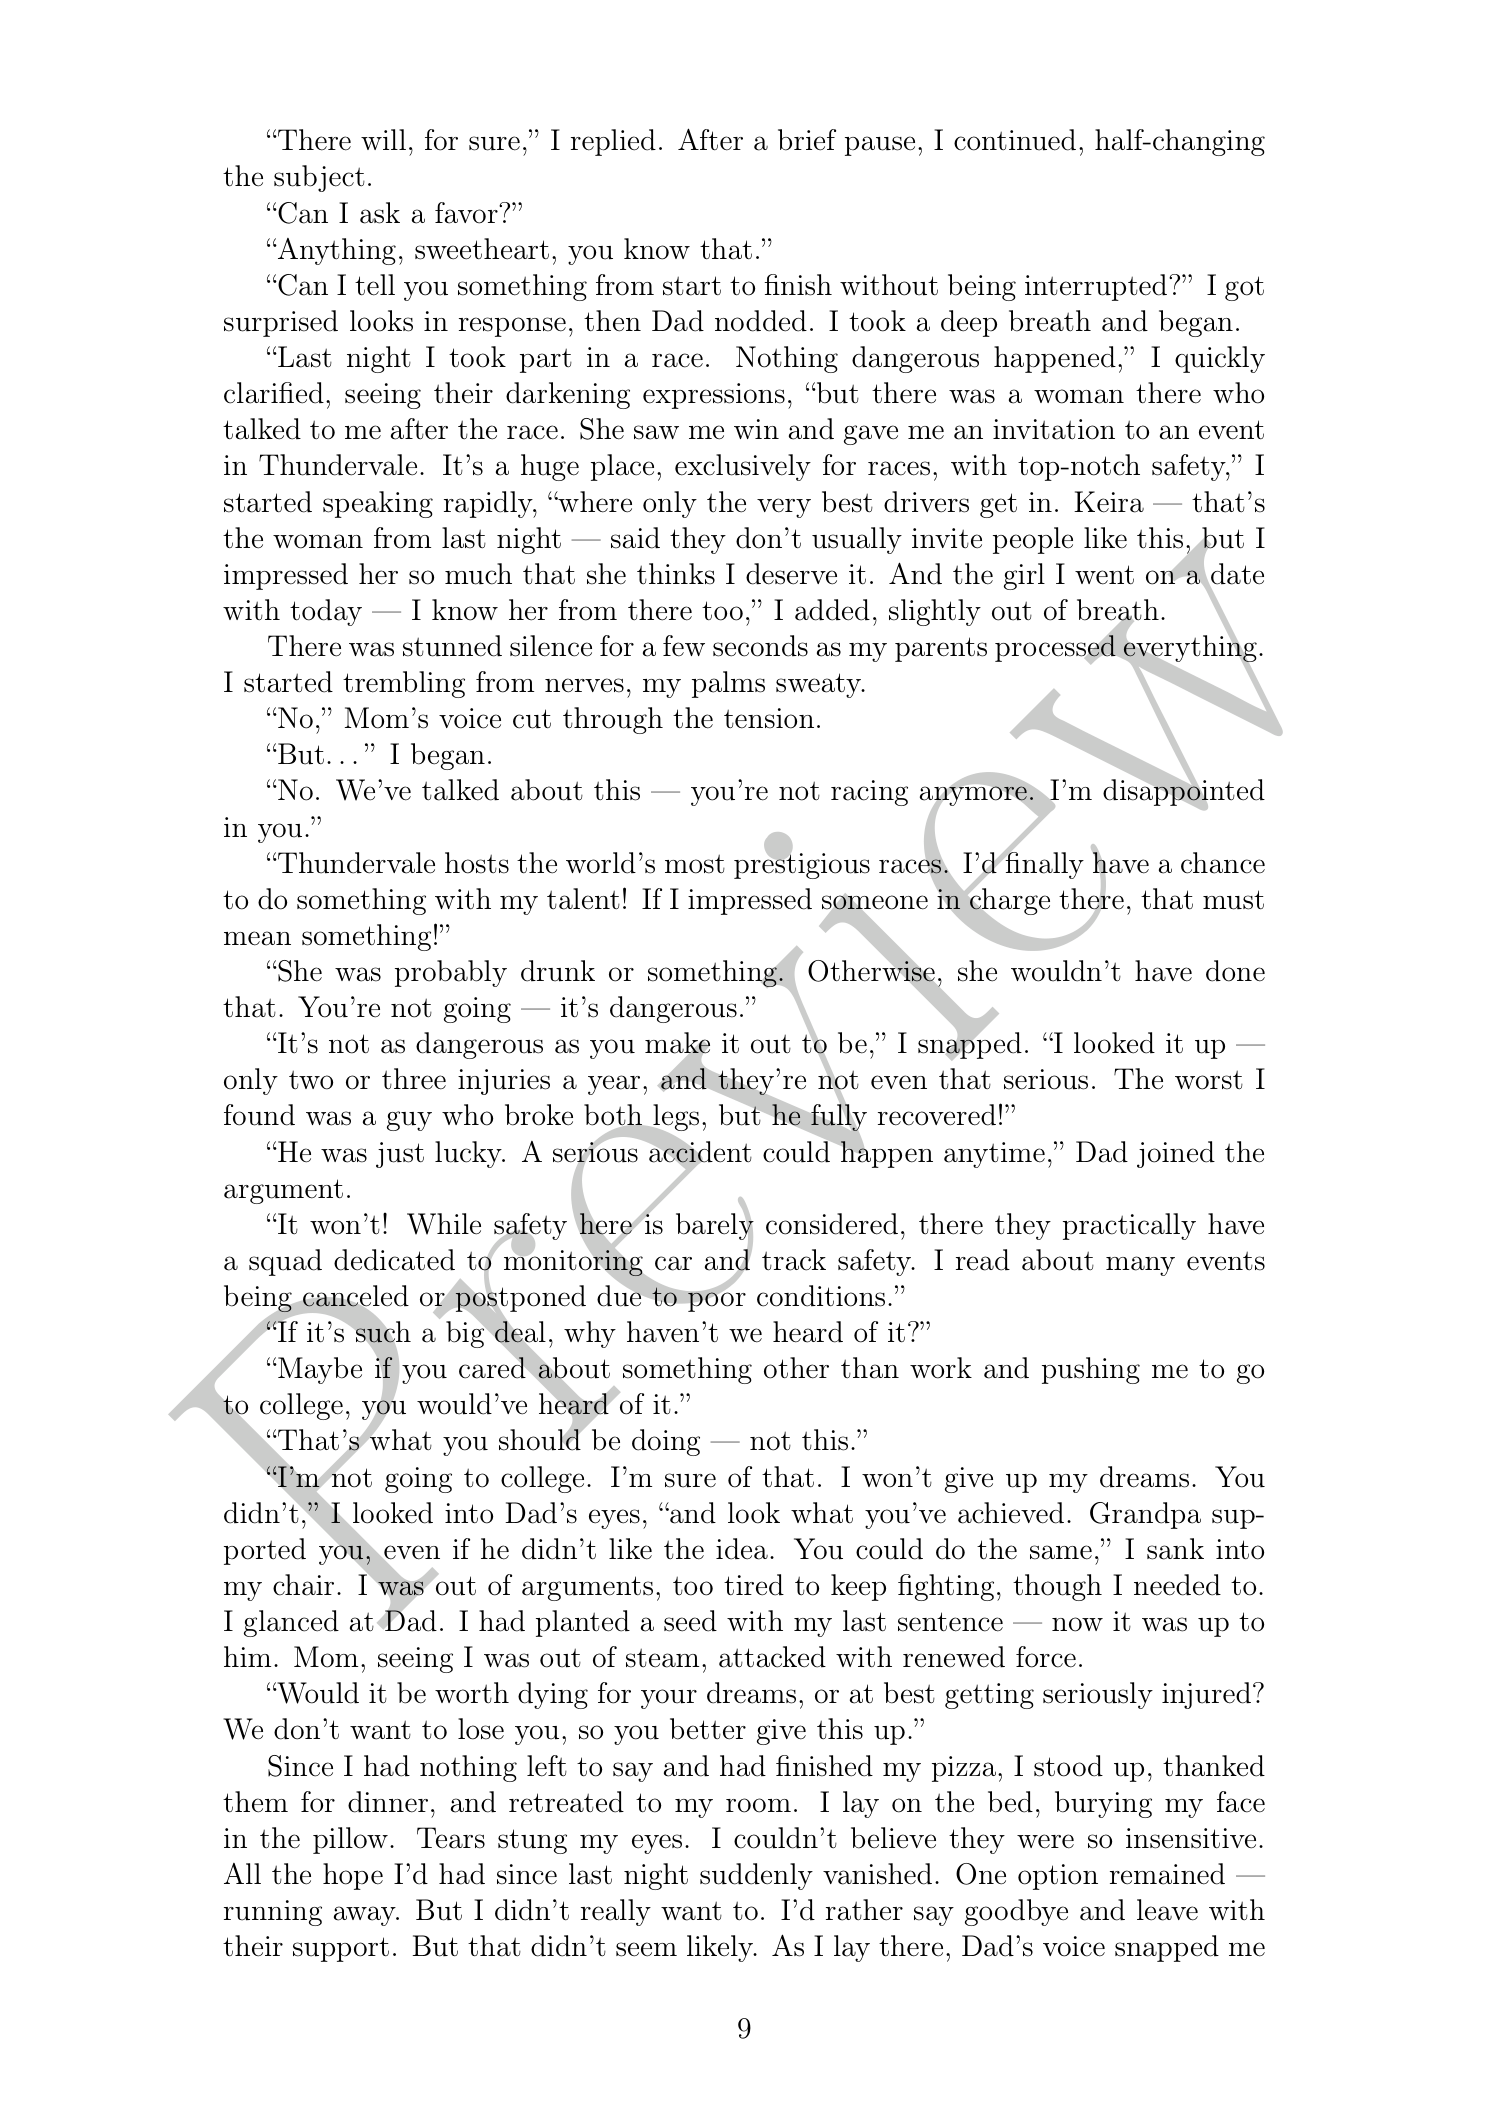 “There will, for sure,” I replied. After a brief pause, I continued, half-changing
the subject.
“Can I ask a favor?”
“Anything, sweetheart, you know that.”
“Can I tell you something from start to finish without being interrupted?” I got
surprised looks in response, then Dad nodded. I took a deep breath and began.
“Last night I took part in a race. Nothing dangerous happened,” I quickly
clarified, seeing their darkening expressions, “but there was a woman there who
talked to me after the race. She saw me win and gave me an invitation to an event
in Thundervale. It’s a huge place, exclusively for races, with top-notch safety,” I
started speaking rapidly, “where only the very best drivers get in. Keira — that’s
the woman from last night — said they don’t usually invite people like this, but I
impressed her so much that she thinks I deserve it. And the girl I went on a date
with today — I know her from there too,” I added, slightly out of breath.
There was stunned silence for a few seconds as my parents processed everything.
I started trembling from nerves, my palms sweaty.
“No,” Mom’s voice cut through the tension.
“But. . . ” I began.
“No. We’ve talked about this — you’re not racing anymore. I’m disappointed
in you.”
“Thundervale hosts the world’s most prestigious races. I’d finally have a chance
to do something with my talent! If I impressed someone in charge there, that must
mean something!”
“She was probably drunk or something. Otherwise, she wouldn’t have done
that. You’re not going — it’s dangerous.”
“It’s not as dangerous as you make it out to be,” I snapped. “I looked it up —
only two or three injuries a year, and they’re not even that serious. The worst I
found was a guy who broke both legs, but he fully recovered!”
“He was just lucky. A serious accident could happen anytime,” Dad joined the
argument.
“It won’t! While safety here is barely considered, there they practically have
a squad dedicated to monitoring car and track safety. I read about many events
being canceled or postponed due to poor conditions.”
“If it’s such a big deal, why haven’t we heard of it?”
“Maybe if you cared about something other than work and pushing me to go
to college, you would’ve heard of it.”
“That’s what you should be doing — not this.”
“I’m not going to college. I’m sure of that. I won’t give up my dreams. You
didn’t,” I looked into Dad’s eyes, “and look what you’ve achieved. Grandpa sup-
ported you, even if he didn’t like the idea. You could do the same,” I sank into
my chair. I was out of arguments, too tired to keep fighting, though I needed to.
I glanced at Dad. I had planted a seed with my last sentence — now it was up to
him. Mom, seeing I was out of steam, attacked with renewed force.
“Would it be worth dying for your dreams, or at best getting seriously injured?
We don’t want to lose you, so you better give this up.”
Since I had nothing left to say and had finished my pizza, I stood up, thanked
them for dinner, and retreated to my room. I lay on the bed, burying my face
in the pillow. Tears stung my eyes. I couldn’t believe they were so insensitive.
All the hope I’d had since last night suddenly vanished. One option remained —
running away. But I didn’t really want to. I’d rather say goodbye and leave with
their support. But that didn’t seem likely. As I lay there, Dad’s voice snapped me
9
Preview